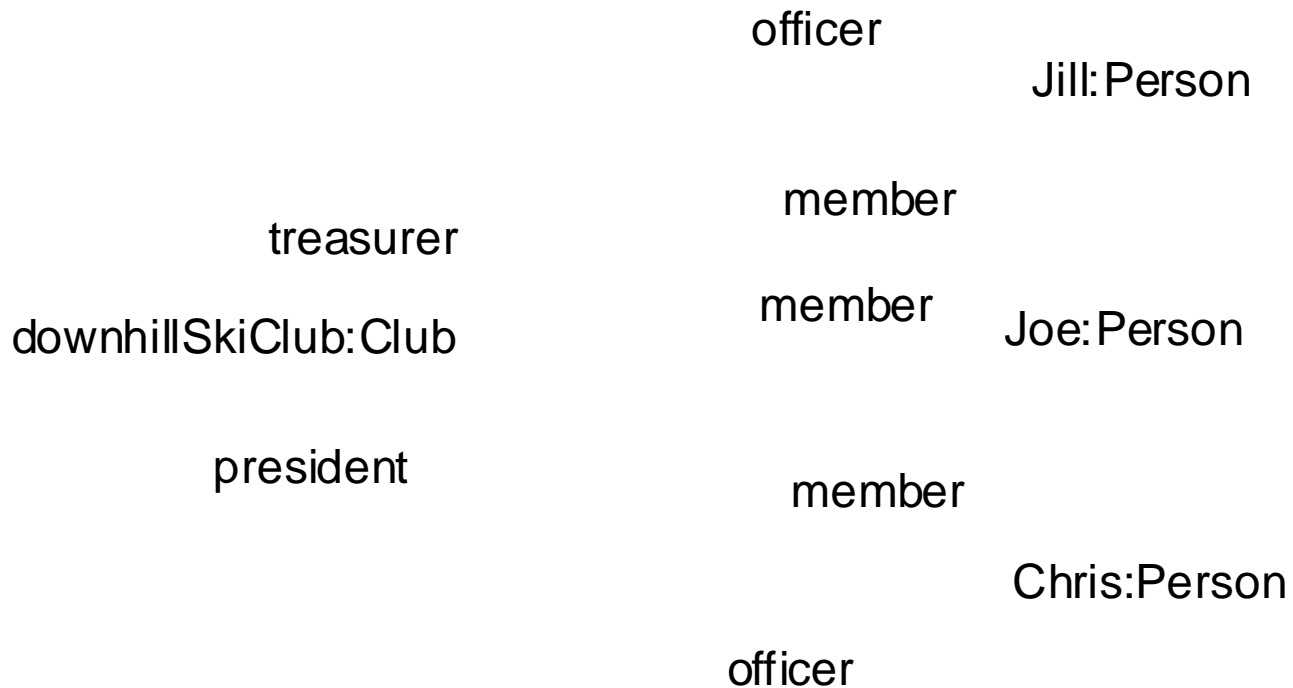 officer
Jill:Person
member
treasurer
member
downhillSkiClub:Club
Joe:Person
president
member
Chris:Person
officer